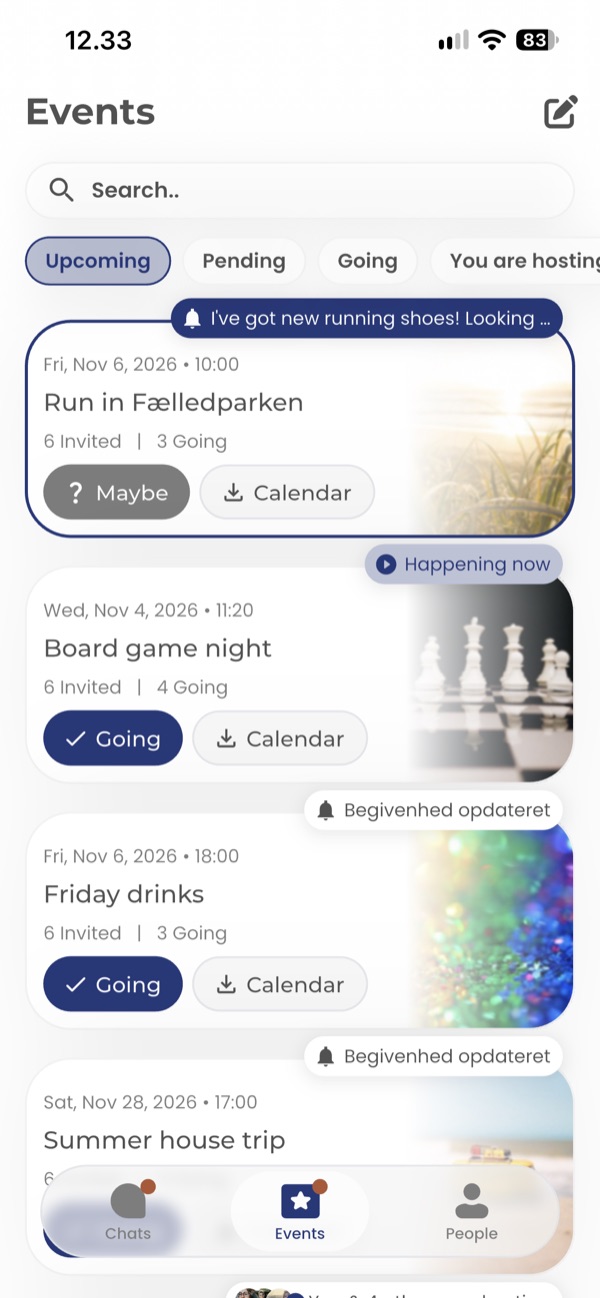 12.33
83
Events
Search..
Upcoming
Pending
Going
You are hosting
I've got new running shoes! Looking ...
Fri, Nov 6, 2026 • 10:00
Run in Fælledparken
6 Invited | 3 Going
? Maybe
Calendar
Happening now
Wed, Nov 4, 2026 • 11:20
Board game night
6 Invited | 4 Going
Going
Calendar
Begivenhed opdateret
Fri, Nov 6, 2026 • 18:00
Friday drinks
6 Invited | 3 Going
Going
Calendar
Begivenhed opdateret
Sat, Nov 28, 2026 • 17:00
Summer house trip
6
Chats
Events
People